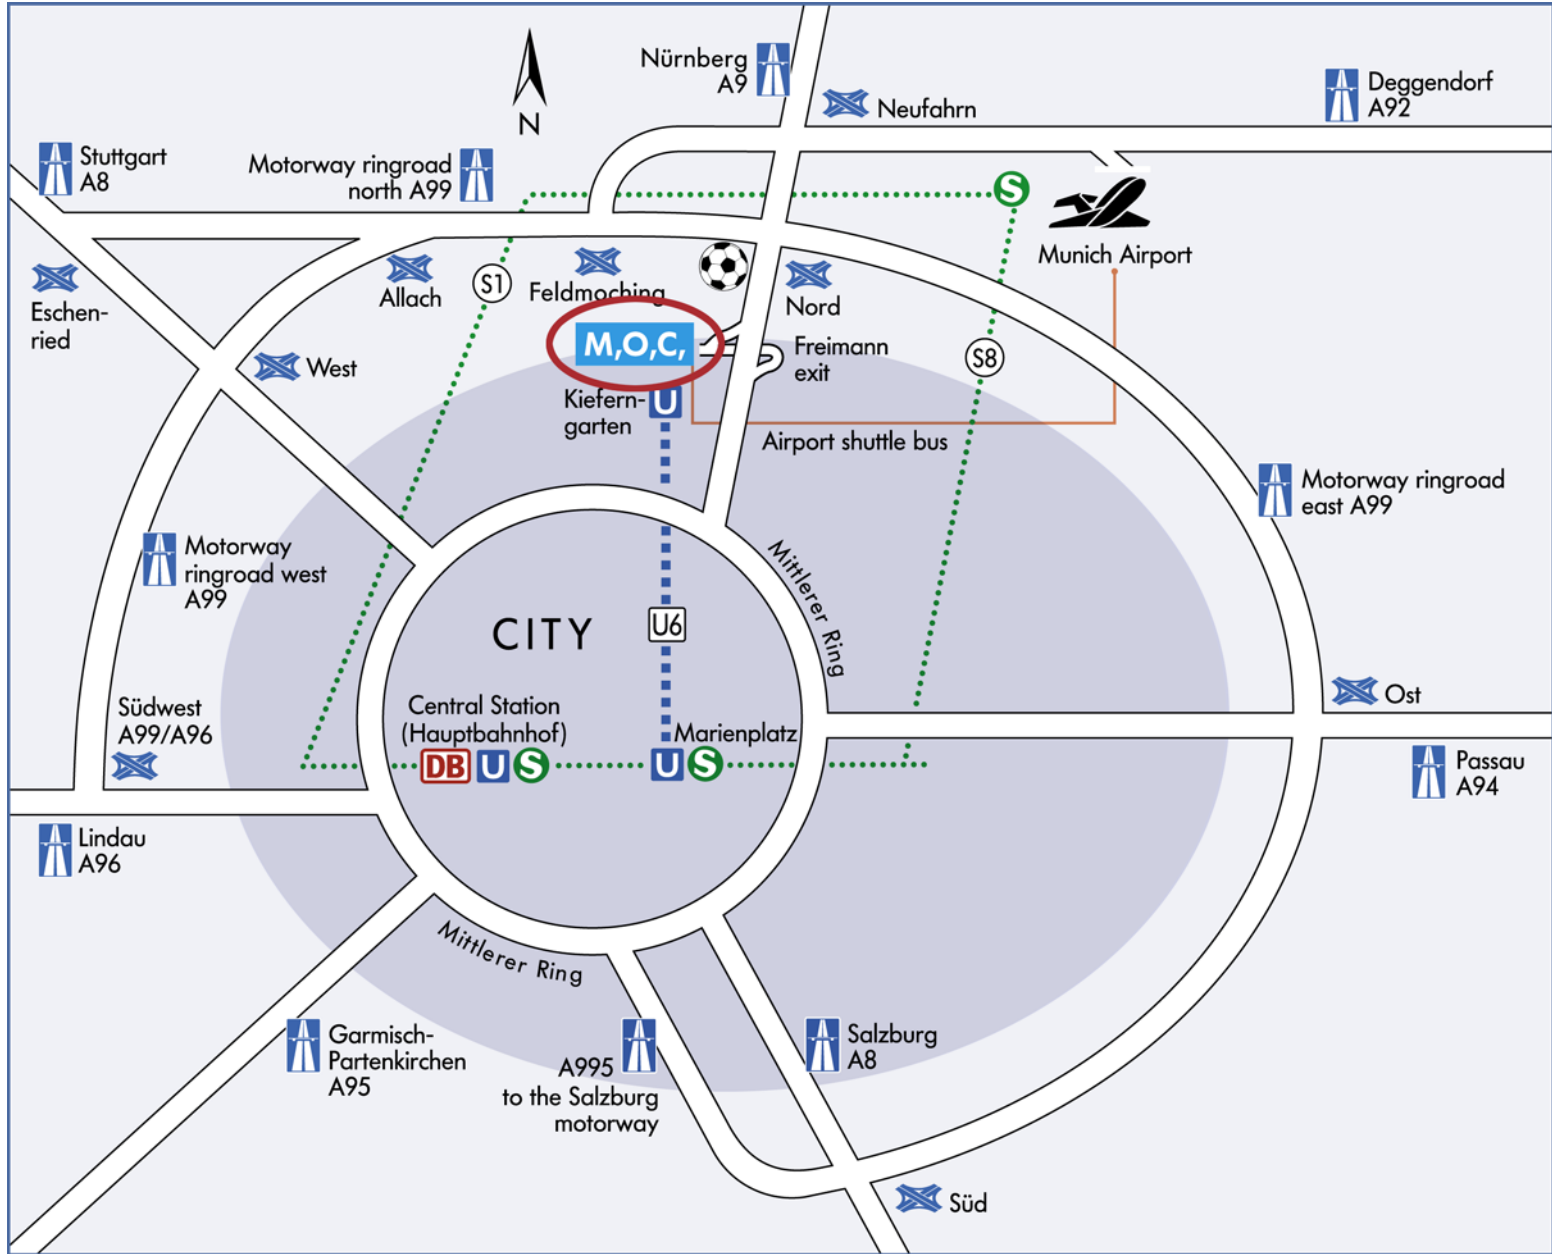 Nürnberg
A9
Neufahrn
Deggendorf
A92
N
Stuttgart
A8
Motorway ringroad
north A99
S
Munich Airport
Eschen-
ried
Allach
S1
Feldmoching
Nord
M,O,C,
Freimann
exit
S8
West
Kiefern-
garten
U
Airport shuttle bus
Motorway ringroad
east A99
Motorway
ringroad west
A99
Mittlerer Ring
CITY
U6
Südwest
A99/A96
Central Station
(Hauptbahnhof)
DB U S
Marienplatz
U S
Ost
Passau
A94
Lindau
A96
Mittlerer Ring
Garmisch-
Partenkirchen
A95
A995
to the Salzburg
motorway
Salzburg
A8
Süd